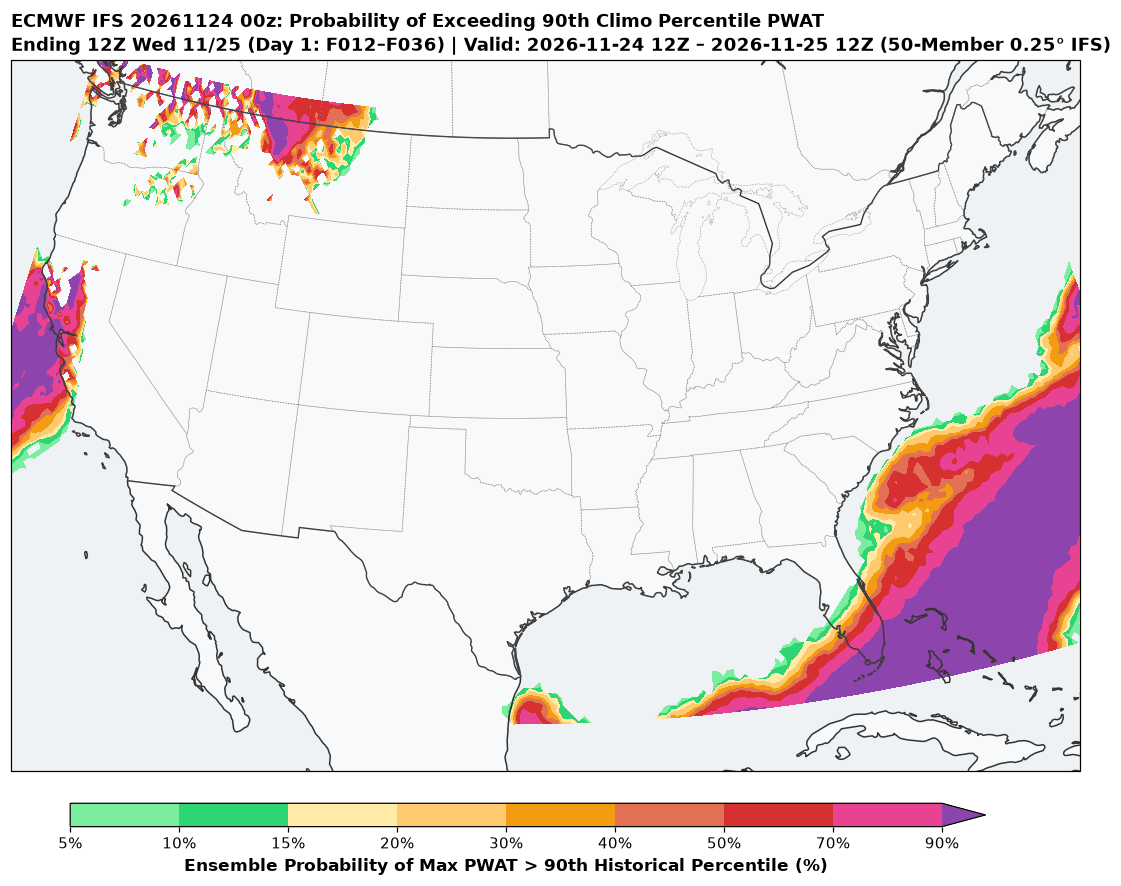 ECMWF IFS 20261124 00z: Probability of Exceeding 90th Climo Percentile PWAT
Ending 12Z Wed 11/25 (Day 1: F012–F036) | Valid: 2026-11-24 12Z – 2026-11-25 12Z (50-Member 0.25° IFS)
5% 10% 15% 20% 30% 40% 50% 70% 90%
Ensemble Probability of Max PWAT > 90th Historical Percentile (%)